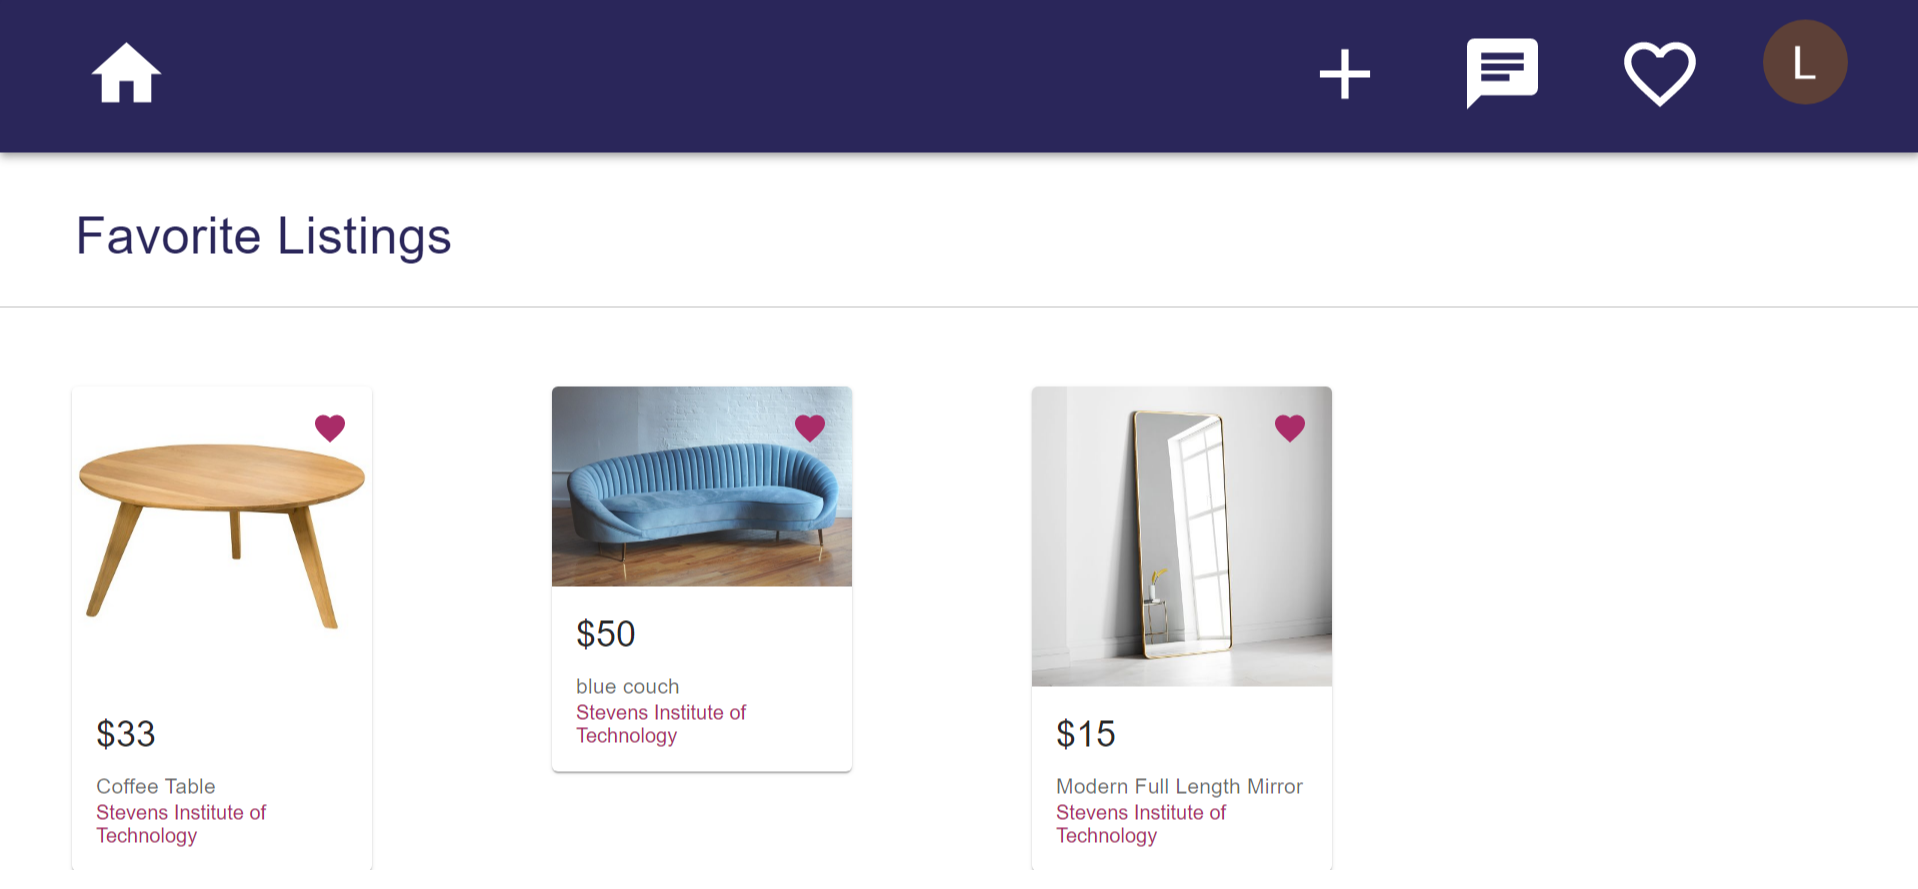 L
Favorite Listings
$33
Coffee Table
Stevens Institute of
Technology
$50
blue couch
Stevens Institute of
Technology
$15
Modern Full Length Mirror
Stevens Institute of
Technology